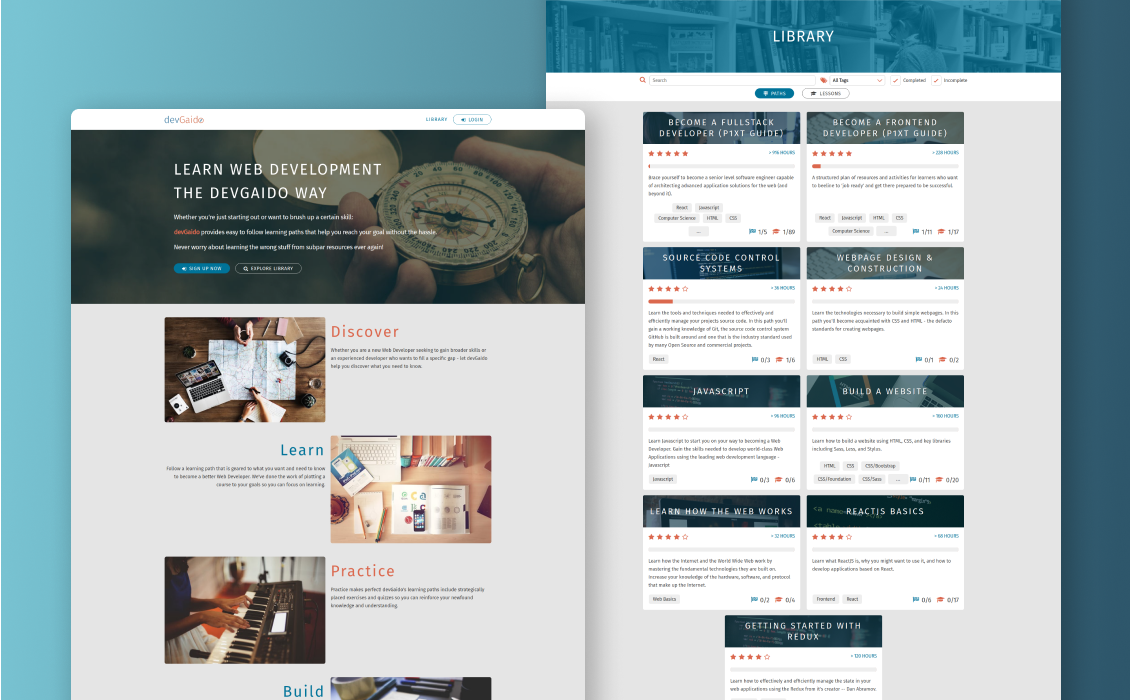 devGaido
LIBRARY
LOGIN
LEARN WEB DEVELOPMENT
THE DEVGAIDO WAY
Whether you're just starting out or want to brush up a certain skill:
devGaido provides easy to follow learning paths that help you reach your goal without the hassle.
Never worry about learning the wrong stuff from subpar resources ever again!
SIGN UP NOW
EXPLORE LIBRARY
Discover
Whether you are a new Web Developer seeking to gain broader skills or
an experienced developer who wants to fill a specific gap - let devGaido
help you discover what you need to know.
Learn
Follow a learning path that is geared to what you want and need to know
to become a better Web Developer. We've done the work of plotting a
course to your goals so you can focus on learning.
Practice
Practice makes perfect! devGaido's learning paths include strategically
placed exercises and quizzes so you can reinforce your newfound
knowledge and understanding.
Build
LIBRARY
Search
All Tags
Completed
Incomplete
PATHS
LESSONS
BECOME A FULLSTACK
DEVELOPER (P1XT GUIDE)
> 916 HOURS
Braze yourself to become a senior level software engineer capable
of architecting advanced application solutions for the web (and
beyond it).
React Javascript
Computer Science HTML CSS
...
1/5 1/89
BECOME A FRONTEND
DEVELOPER (P1XT GUIDE)
> 228 HOURS
A structured plan of resources and activities for learners who want
to beeline to 'job ready' and get them prepared to be successful.
React Javascript HTML CSS
Computer Science ...
1/11 1/17
SOURCE CODE CONTROL
SYSTEMS
> 36 HOURS
Learn the tools and techniques needed to effectively and
efficiently manage your projects source code. In this path you'll
gain a working knowledge of Git, the source code control system
GitHub is built around and one that is the industry standard used
by many Open Source and commercial projects.
React
0/3 1/6
WEBPAGE DESIGN &
CONSTRUCTION
> 24 HOURS
Learn the technologies necessary to build simple webpages. In this
path you'll become acquainted with CSS and HTML - the defacto
standards for creating webpages.
HTML CSS
0/1 0/2
JAVASCRIPT
> 96 HOURS
Learn Javascript to start you on your way to becoming a Web
Developer. Gain the skills needed to develop world-class Web
Applications using the leading web development language -
Javascript
Javascript
0/3 0/6
BUILD A WEBSITE
> 160 HOURS
Learn how to build a website using HTML, CSS, and key libraries
including Sass, Less, and Stylus.
HTML CSS CSS/Bootstrap
CSS/Foundation CSS/Sass ...
0/11 0/20
LEARN HOW THE WEB WORKS
> 32 HOURS
Learn how the Internet and the World Wide Web work by
mastering the fundamental technologies they are built on.
Increase your knowledge of the hardware, software, and protocol
that make up the Internet.
Web Basics
0/2 0/4
REACTJS BASICS
> 68 HOURS
Learn what ReactJS is, why you might want to use it, and how to
develop applications based on React.
Frontend React
0/6 0/17
GETTING STARTED WITH
REDUX
> 120 HOURS
Learn how to effectively and efficiently manage the state in your
web applications using the Redux from it's creator — Dan Abramov.